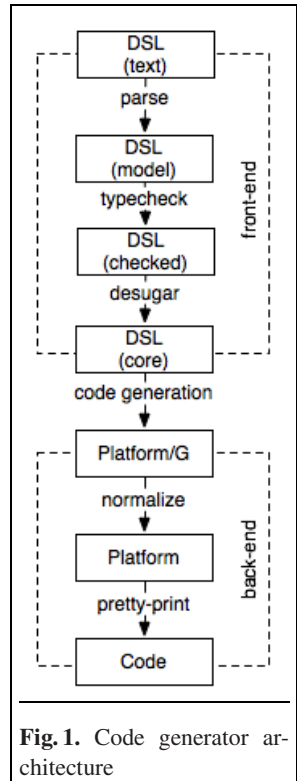 DSL
(text)
parse
DSL
(model)
typecheck
DSL
(checked)
desugar
DSL
(core)
front-end
code generation
Platform/G
normalize
Platform
pretty-print
Code
back-end
Fig. 1. Code generator ar-
chitecture